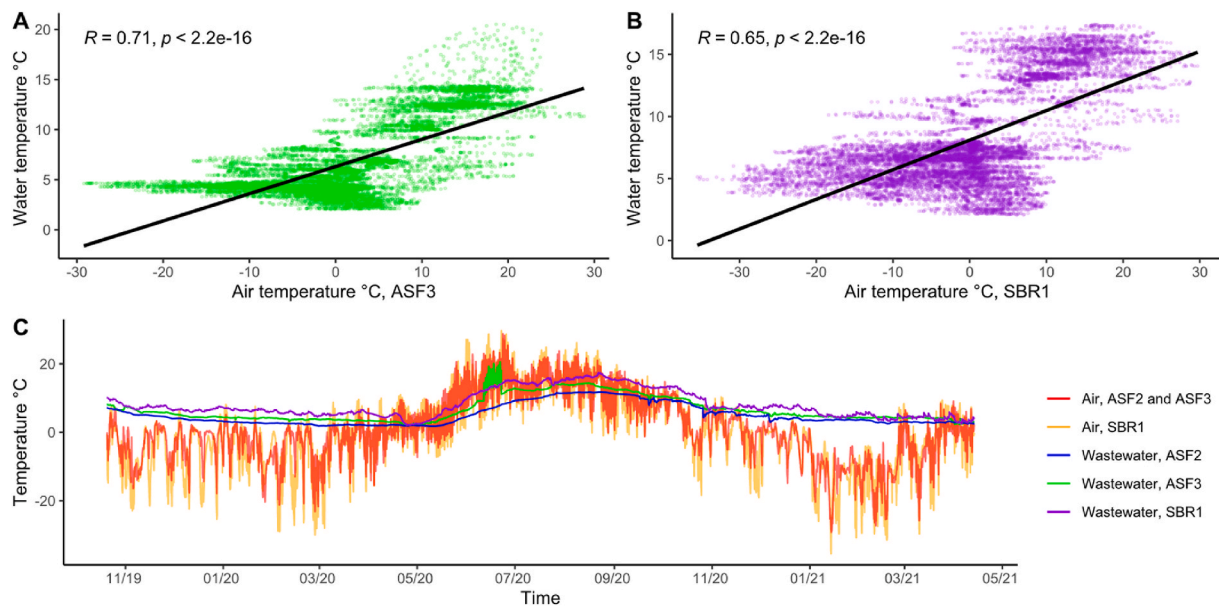 A
R = 0.71, p < 2.2e-16
Water temperature °C
20
15
10
5
0
-30
-20
-10
0
10
20
30
Air temperature °C, ASF3
B
R = 0.65, p < 2.2e-16
Water temperature °C
15
10
5
0
-30
-20
-10
0
10
20
30
Air temperature °C, SBR1
C
Temperature °C
20
0
-20
11/19
01/20
03/20
05/20
07/20
09/20
11/20
01/21
03/21
05/21
Time
Air, ASF2 and ASF3
Air, SBR1
Wastewater, ASF2
Wastewater, ASF3
Wastewater, SBR1